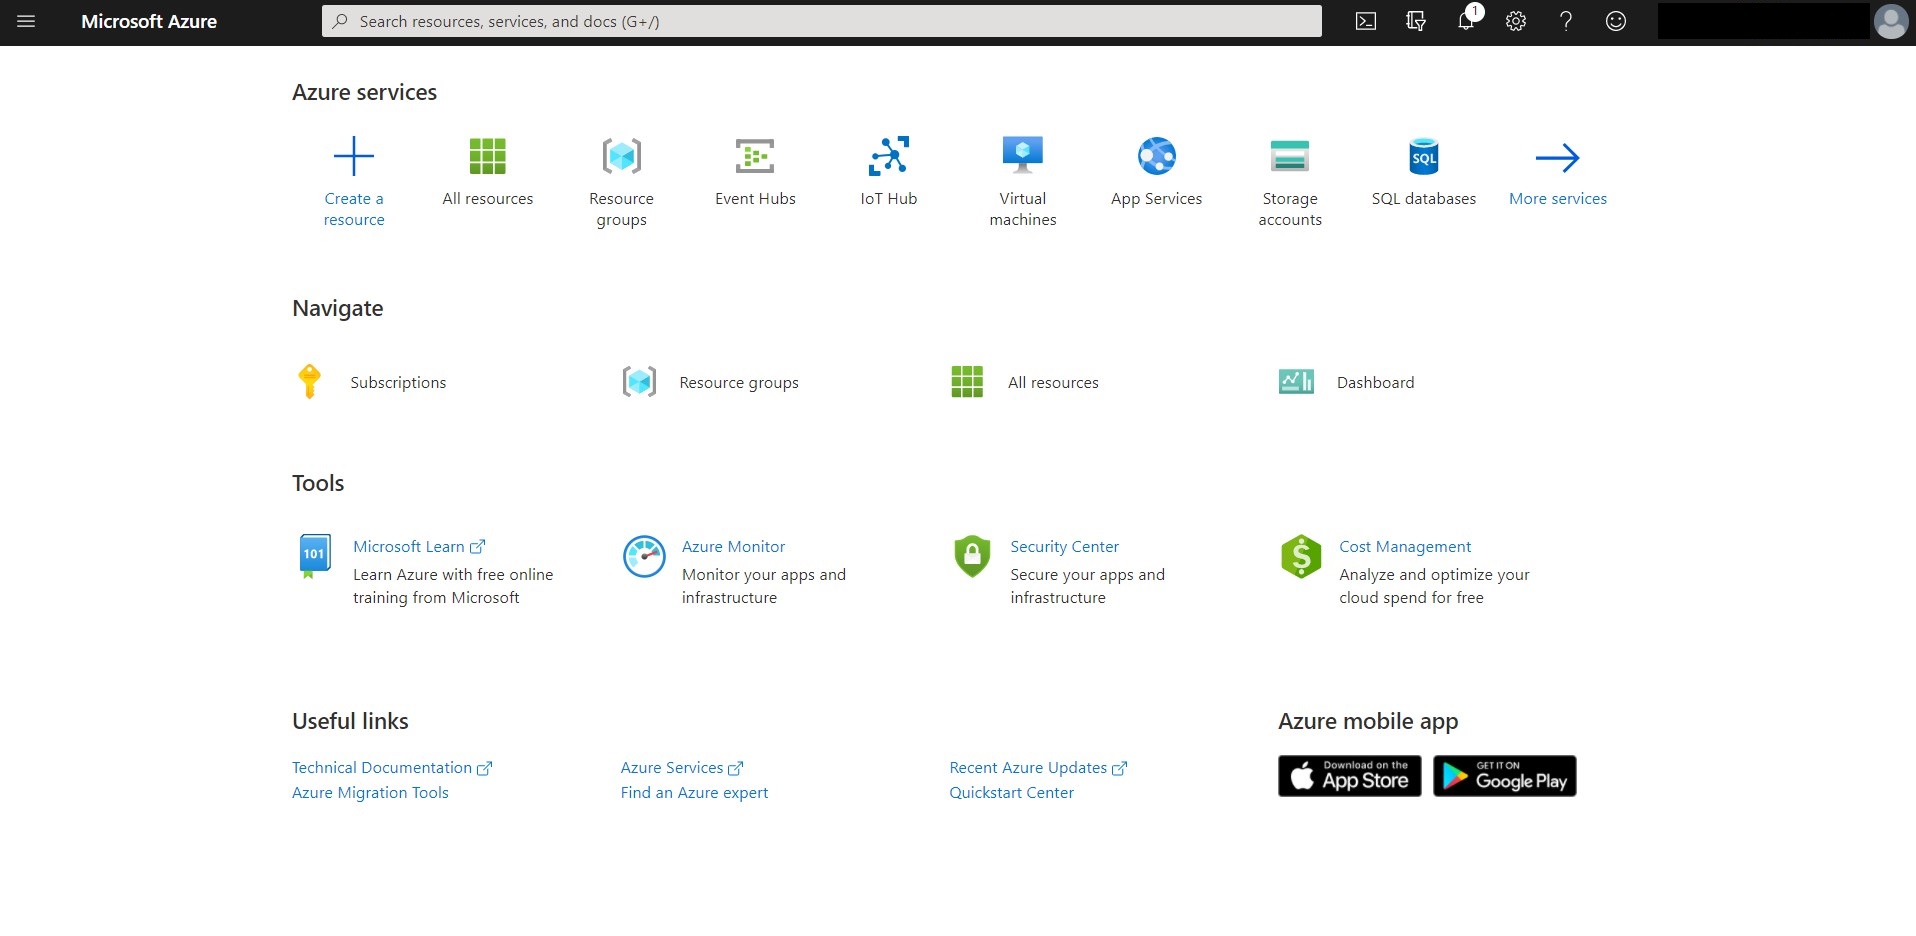 Microsoft Azure
Search resources, services, and docs (G+/)
1
Azure services
Create a
resource
All resources
Resource
groups
Event Hubs
IoT Hub
Virtual
machines
App Services
Storage
accounts
SQL
SQL databases
More services
Navigate
Subscriptions
Resource groups
All resources
Dashboard
Tools
101
Microsoft Learn
Learn Azure with free online
training from Microsoft
Azure Monitor
Monitor your apps and
infrastructure
Security Center
Secure your apps and
infrastructure
$
Cost Management
Analyze and optimize your
cloud spend for free
Useful links
Technical Documentation
Azure Migration Tools
Azure Services
Find an Azure expert
Recent Azure Updates
Quickstart Center
Azure mobile app
Download on the
App Store
GET IT ON
Google Play